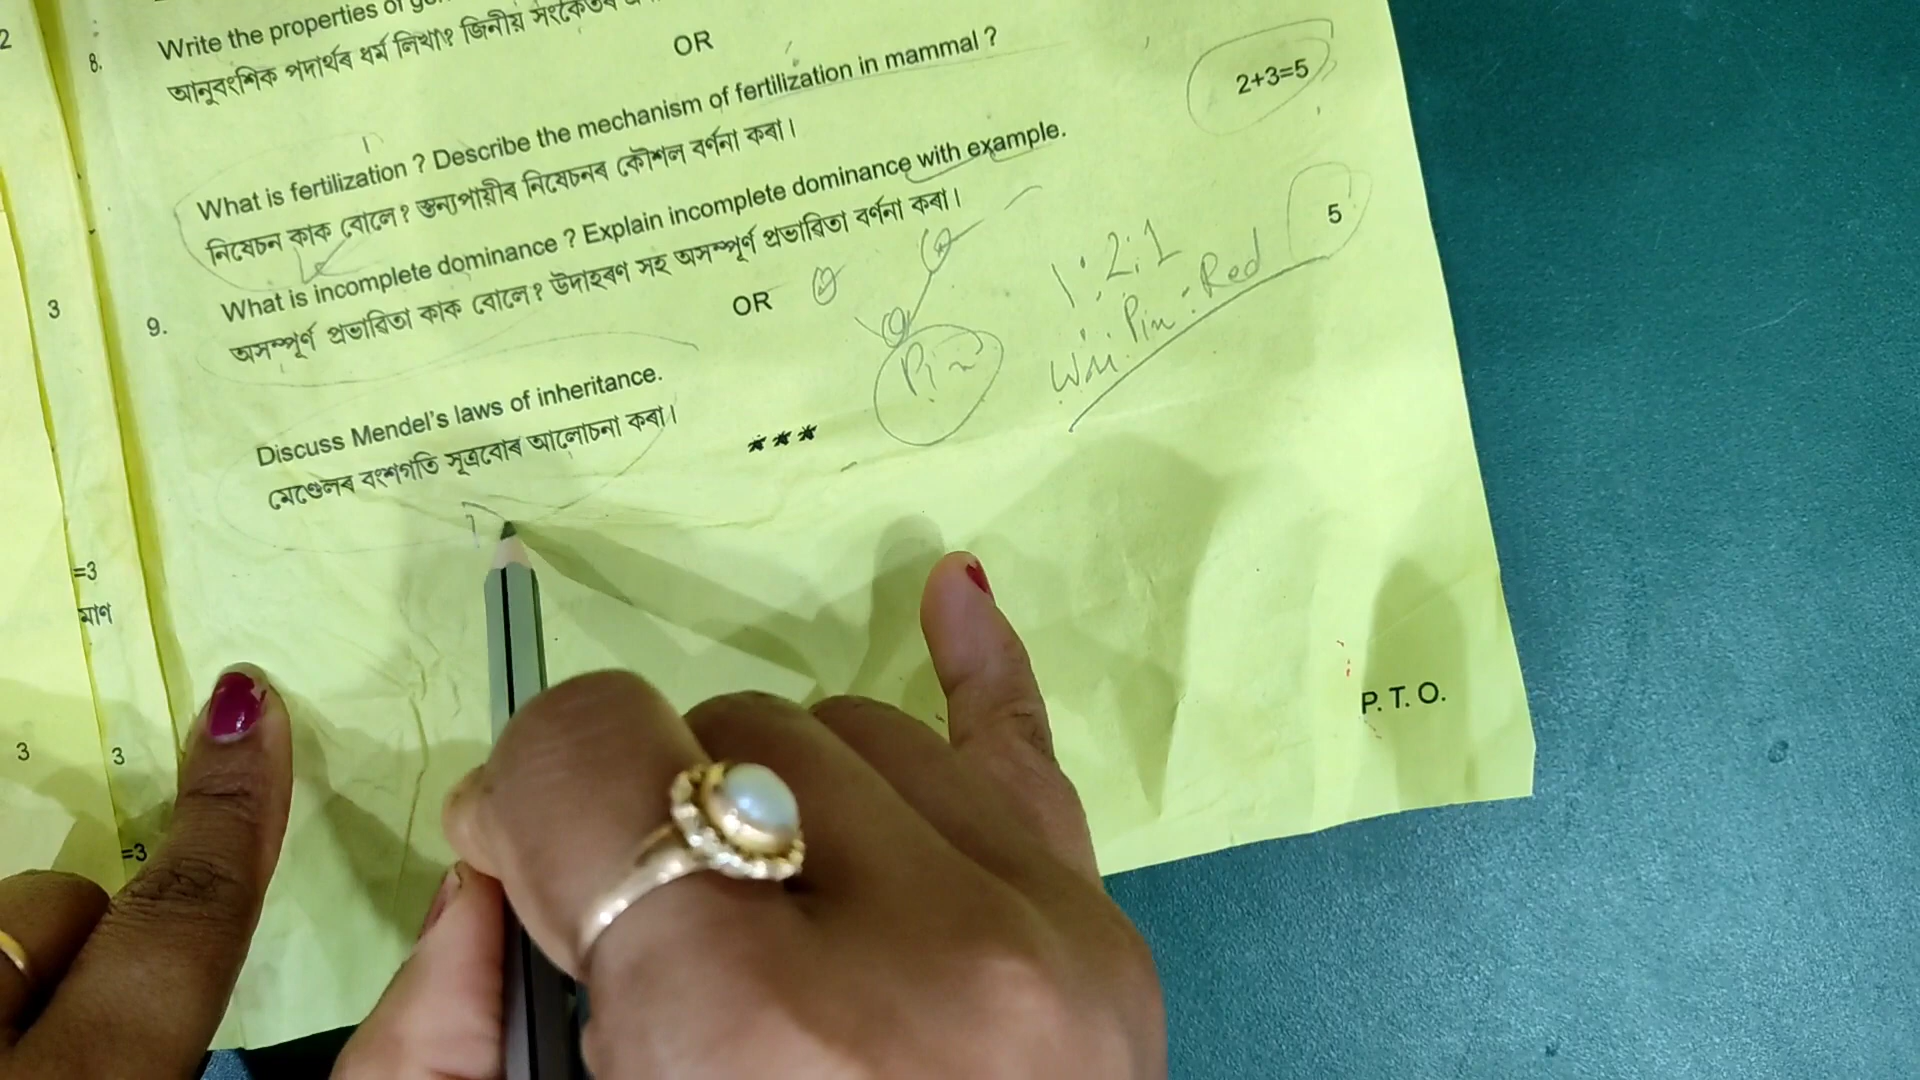 2
8.
Write the properties of
আনুবংশিক পদাৰ্থৰ ধৰ্ম লিখা? জিনীয় সংকেতৰ
OR
What is fertilization ? Describe the mechanism of fertilization in mammal ?
2+3=5
নিষেচন কাক বোলে? স্তন্যপায়ীৰ নিষেচনৰ কৌশল বৰ্ণনা কৰা।
9.
What is incomplete dominance ? Explain incomplete dominance with example.
5
অসম্পূৰ্ণ প্ৰভাৱিতা কাক বোলে? উদাহৰণ সহ অসম্পূৰ্ণ প্ৰভাৱিতা বৰ্ণনা কৰা।
OR
1:2:1
Pin : Red
Pin
Discuss Mendel's laws of inheritance.
মেণ্ডেলৰ বংশগতি সূত্ৰবোৰ আলোচনা কৰা।
***
P. T. O.
3
=3
মাণ
3
3
=3